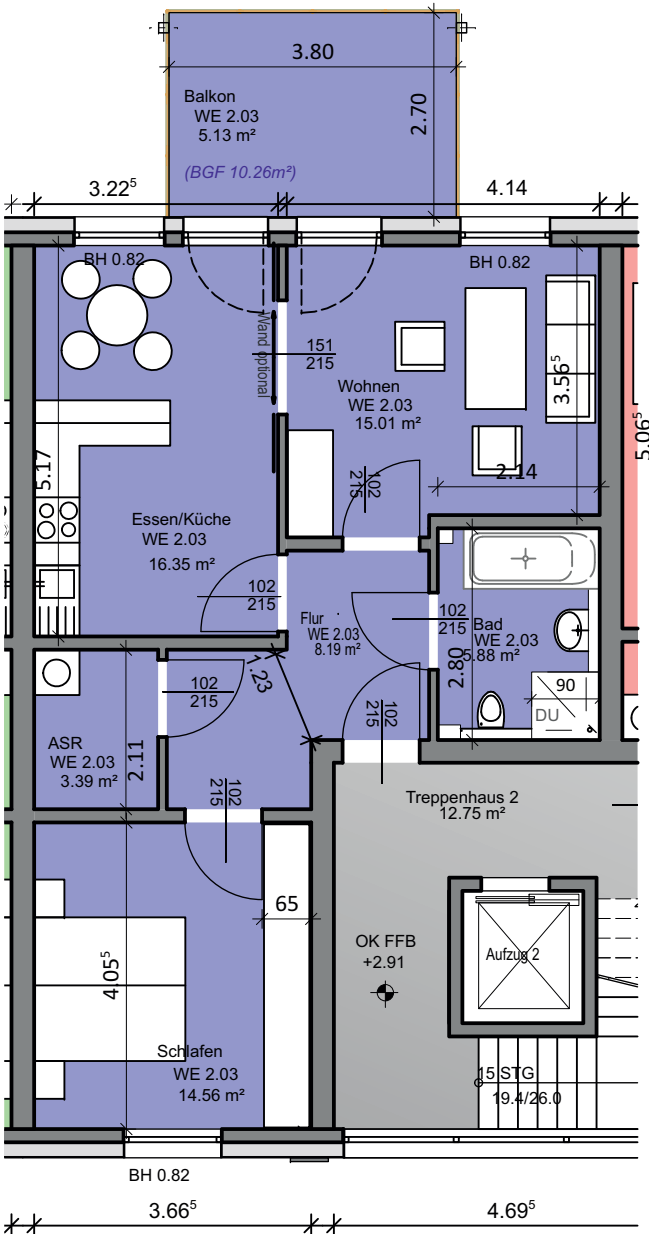 3.80
Balkon
WE 2.03
5.13 m²
2.70
(BGF 10.26m²)
3.22⁵
4.14
BH 0.82
BH 0.82
Wand optional
151
215
Wohnen
WE 2.03
15.01 m²
3.56⁵
5.06⁵
5.17
102
215
2.14
Essen/Küche
WE 2.03
16.35 m²
102
215
Flur
WE 2.03
8.19 m²
102
215
Bad
WE 2.03
5.88 m²
2.80
1.23
90
DU
102
215
102
215
ASR
WE 2.03
3.39 m²
2.11
102
215
Treppenhaus 2
12.75 m²
65
OK FFB
+2.91
Aufzug 2
4.05⁵
Schlafen
WE 2.03
14.56 m²
15 STG
19.4/26.0
BH 0.82
3.66⁵
4.69⁵